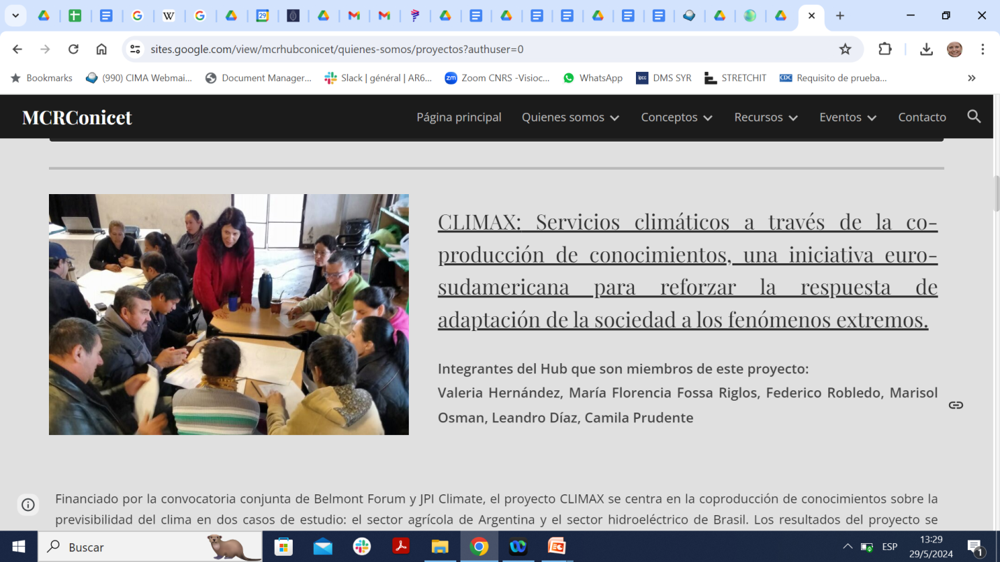 sites.google.com/view/mcrhubconicet/quienes-somos/proyectos?authuser=0
Bookmarks (990) CIMA Webmai... Document Manager... Slack | général | AR6... Zoom CNRS -Visioc... WhatsApp DMS SYR STRETCHIT Requisito de prueba...
MCRConicet Página principal Quienes somos Conceptos Recursos Eventos Contacto
CLIMAX: Servicios climáticos a través de la co-
producción de conocimientos, una iniciativa euro-
sudamericana para reforzar la respuesta de
adaptación de la sociedad a los fenómenos extremos.
Integrantes del Hub que son miembros de este proyecto:
Valeria Hernández, María Florencia Fossa Riglos, Federico Robledo, Marisol
Osman, Leandro Díaz, Camila Prudente
Financiado por la convocatoria conjunta de Belmont Forum y JPI Climate, el proyecto CLIMAX se centra en la coproducción de conocimientos sobre la
previsibilidad del clima en dos casos de estudio: el sector agrícola de Argentina y el sector hidroeléctrico de Brasil. Los resultados del proyecto se
Buscar ESP 13:29
29/5/2024 1